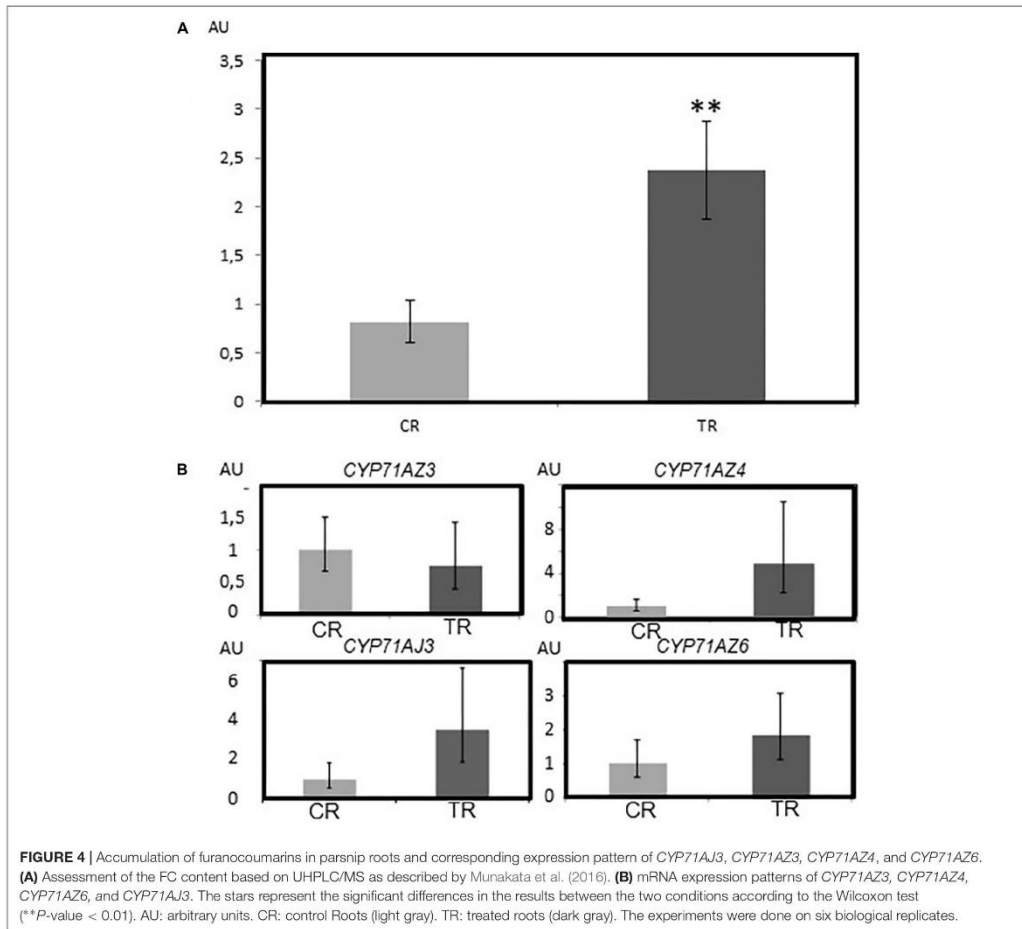 A AU
3,5
3
**
2,5
2
1,5
1
0,5
0
CR TR
B AU CYP71AZ3
1,5
1
0,5
0
CR TR
AU CYP71AZ4
8
4
0
CR TR
AU CYP71AJ3
6
4
2
0
CR TR
AU CYP71AZ6
3
2
1
0
CR TR
FIGURE 4 | Accumulation of furanocoumarins in parsnip roots and corresponding expression pattern of CYP71AJ3, CYP71AZ3, CYP71AZ4, and CYP71AZ6.
(A) Assessment of the FC content based on UHPLC/MS as described by Munakata et al. (2016). (B) mRNA expression patterns of CYP71AZ3, CYP71AZ4,
CYP71AZ6, and CYP71AJ3. The stars represent the significant differences in the results between the two conditions according to the Wilcoxon test
(**P-value < 0.01). AU: arbitrary units. CR: control Roots (light gray). TR: treated roots (dark gray). The experiments were done on six biological replicates.